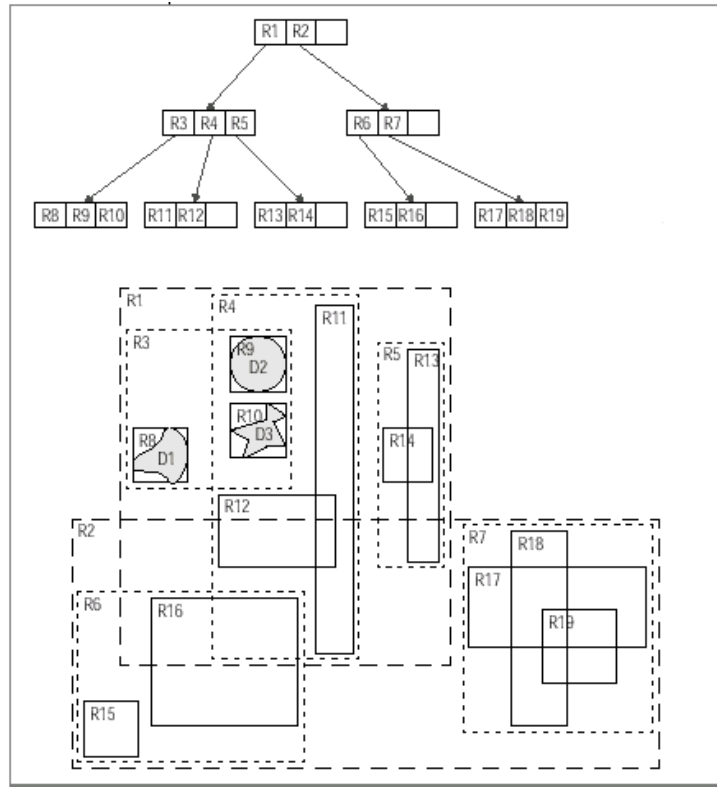 R1 R2
R3 R4 R5 R6 R7
R8 R9 R10 R11 R12 R13 R14 R15 R16 R17 R18 R19
R1 R4
R11
R3 R9 R5 R13
D2
R10
R8 D3 R14
D1
R12
R2 R7 R18
R17
R6 R16
R19
R15